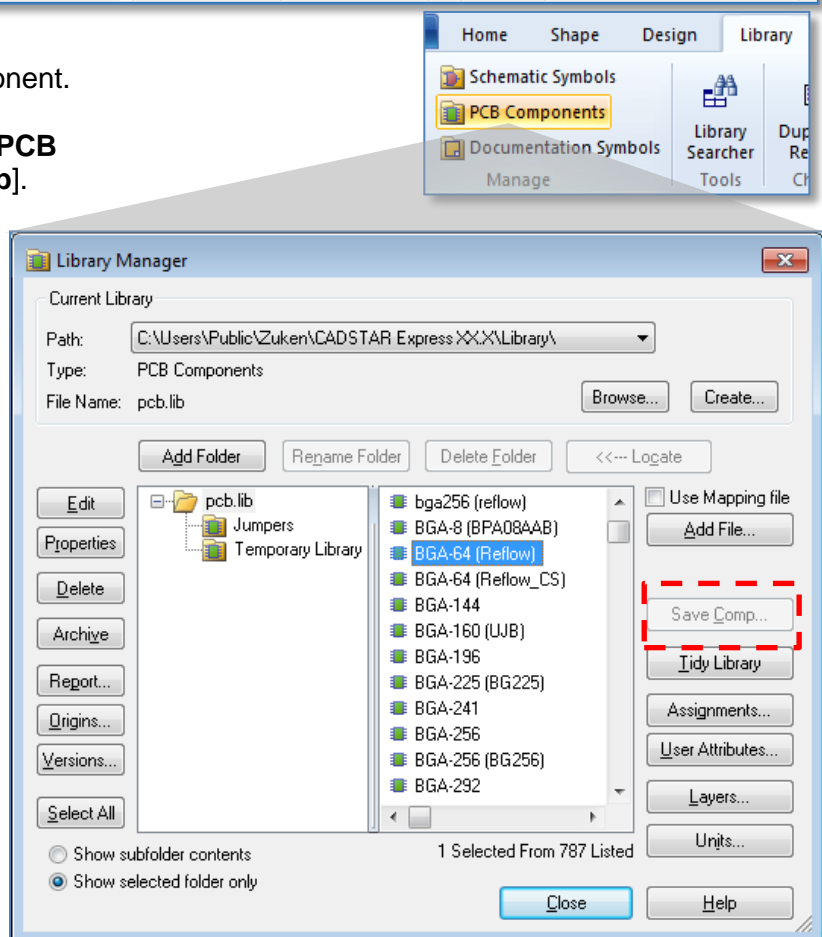 Home Shape Design Library
onent.
Schematic Symbols
PCB Components
Documentation Symbols
Library Searcher
Dup
Re
Manage
Tools
Ch
PCB
b].
Library Manager
Current Library
Path: C:\Users\Public\Zuken\CADSTAR Express XX.X\Library\
Type: PCB Components
File Name: pcb.lib
Browse... Create...
Add Folder Rename Folder Delete Folder <<--- Locate
Edit
Properties
Delete
Archive
Report...
Origins...
Versions...
Select All
pcb.lib
Jumpers
Temporary Library
bga256 (reflow)
BGA-8 (BPA08AAB)
BGA-64 (Reflow)
BGA-64 (Reflow_CS)
BGA-144
BGA-160 (UJB)
BGA-196
BGA-225 (BG225)
BGA-241
BGA-256
BGA-256 (BG256)
BGA-292
Use Mapping file
Add File...
Save Comp...
Tidy Library
Assignments...
User Attributes...
Layers...
Units...
Show subfolder contents
Show selected folder only
1 Selected From 787 Listed
Close Help